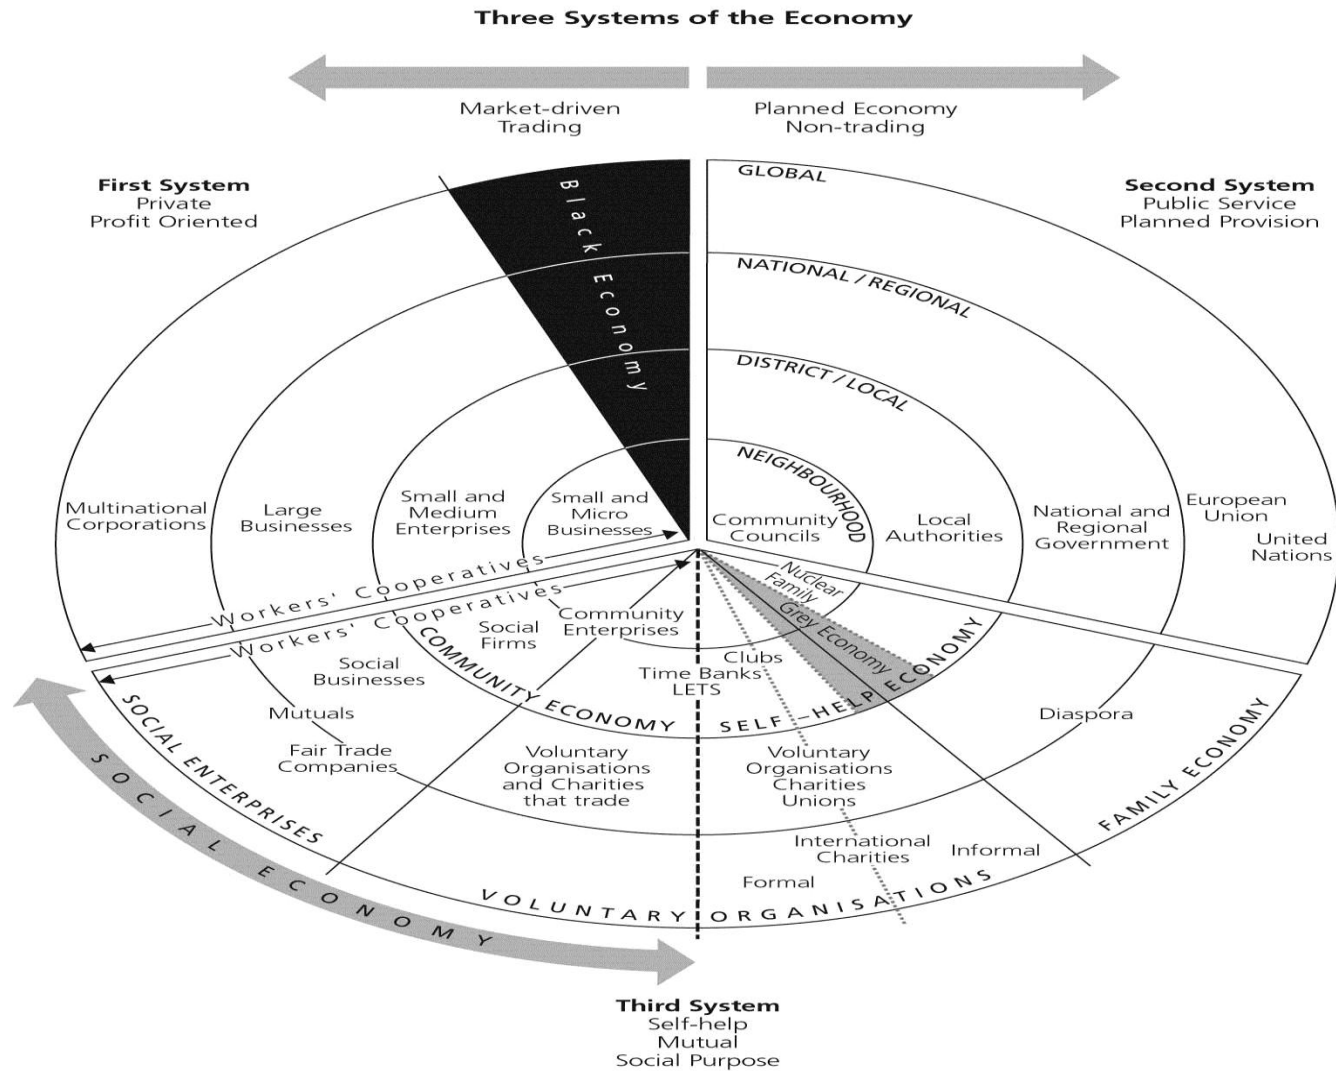 Three Systems of the Economy
Market-driven
Trading
Planned Economy
Non-trading
First System
Private
Profit Oriented
Second System
Public Service
Planned Provision
Black Economy
GLOBAL
NATIONAL / REGIONAL
DISTRICT / LOCAL
NEIGHBOURHOOD
Multinational
Corporations
Large
Businesses
Small and
Medium
Enterprises
Small and
Micro
Businesses
Community
Councils
Local
Authorities
National and
Regional
Government
European
Union
United
Nations
Workers' Cooperatives
Workers' Cooperatives
Nuclear
Family
Grey Economy
Social
Firms
Community
Enterprises
Clubs
Time Banks
LETS
COMMUNITY ECONOMY
SELF-HELP ECONOMY
Social
Businesses
Mutuals
Fair Trade
Companies
Voluntary
Organisations
and Charities
that trade
Voluntary
Organisations
Charities
Unions
Diaspora
International
Charities
Informal
Formal
SOCIAL ENTERPRISES
VOLUNTARY ORGANISATIONS
FAMILY ECONOMY
SOCIAL ECONOMY
Third System
Self-help
Mutual
Social Purpose